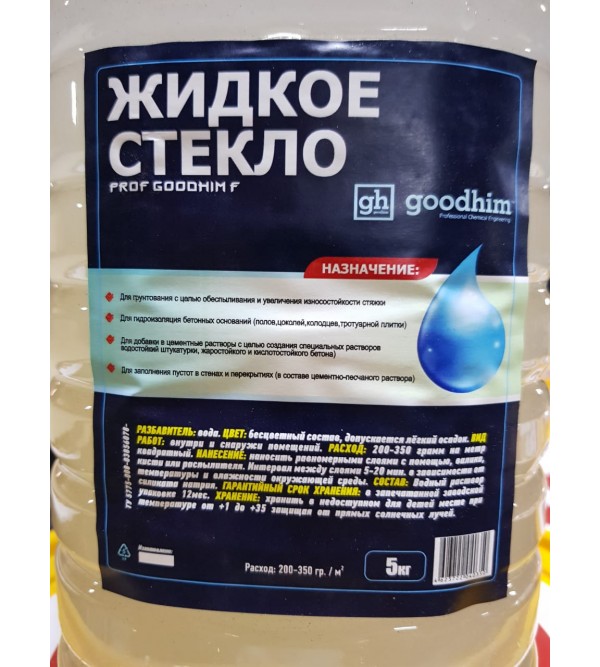 ЖИДКОЕ
СТЕКЛО
PROF GOODHIM F
gh goodhim
Professional Chemical Engineering
НАЗНАЧЕНИЕ:
Для грунтования с целью обеспыливания и увеличения износостойкости стяжки
Для гидроизоляция бетонных оснований (полов,цоколей,колодцев,тротуарной плитки)
Для добавки в цементные растворы с целью создания специальных растворов
водостойкий штукатурки, жаростойкого и кислотостойкого бетона)
Для заполнения пустот в стенах и перекрытиях (в составе цементно-песчаного раствора)
РАЗБАВИТЕЛЬ: вода. ЦВЕТ: бесцветный состав, допускается лёгкий осадок. ВИД
РАБОТ: внутри и снаружи помещений. РАСХОД: 200-350 грамм на метр
квадратный. НАНЕСЕНИЕ: наносить равномерными слоями с помощью, валика,
кисти или распылителя. Интервал между слоями 5-20 мин. в зависимости от
температуры и влажности окружающей среды. СОСТАВ: Водный раствор
силиката натрия. ГАРАНТИЙНЫЙ СРОК ХРАНЕНИЯ: в запечатанной заводской
упаковке 12мес. ХРАНЕНИЕ: хранить в недоступном для детей месте при
температуре от +1 до +35 защищая от прямых солнечных лучей.
Изготовлено:
Расход: 200-350 гр. / м²
5кг